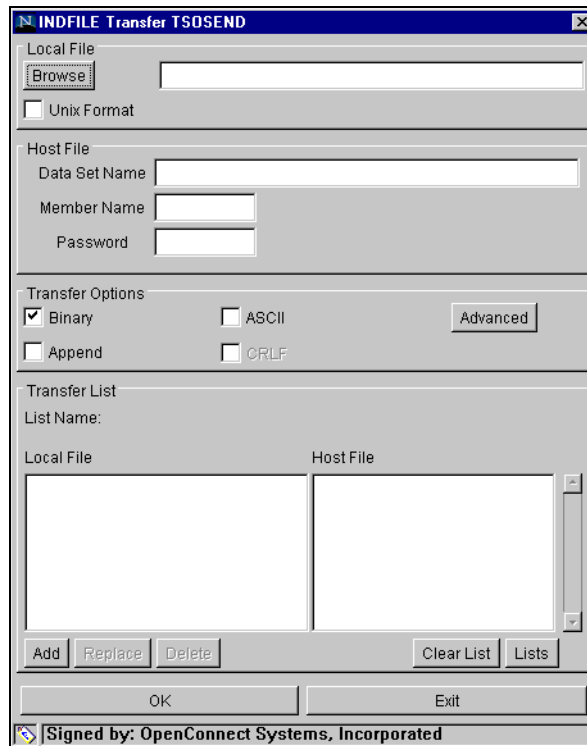 INDFILE Transfer TSOSEND
Local File
Browse
Unix Format
Host File
Data Set Name
Member Name
Password
Transfer Options
Binary ASCII Advanced
Append CRLF
Transfer List
List Name:
Local File Host File
Add Replace Delete Clear List Lists
OK Exit
Signed by: OpenConnect Systems, Incorporated